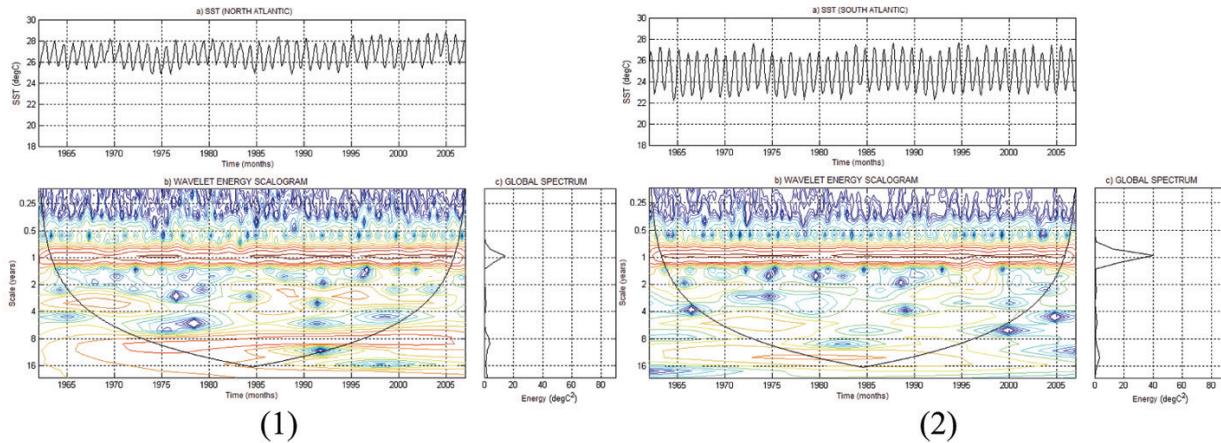 a) SST (NORTH ATLANTIC)
30
28
26
24
22
20
18
SST (degC)
1965 1970 1975 1980 1985 1990 1995 2000 2005
Time (months)
b) WAVELET ENERGY SCALOGRAM
0.25
0.5
1
2
4
8
16
Scale (years)
1965 1970 1975 1980 1985 1990 1995 2000 2005
Time (months)
c) GLOBAL SPECTRUM
0 20 40 60 80
Energy (degC²)
(1)
a) SST (SOUTH ATLANTIC)
30
28
26
24
22
20
18
SST (degC)
1965 1970 1975 1980 1985 1990 1995 2000 2005
Time (months)
b) WAVELET ENERGY SCALOGRAM
0.25
0.5
1
2
4
8
16
Scale (years)
1965 1970 1975 1980 1985 1990 1995 2000 2005
Time (months)
c) GLOBAL SPECTRUM
0 20 40 60 80
Energy (degC²)
(2)